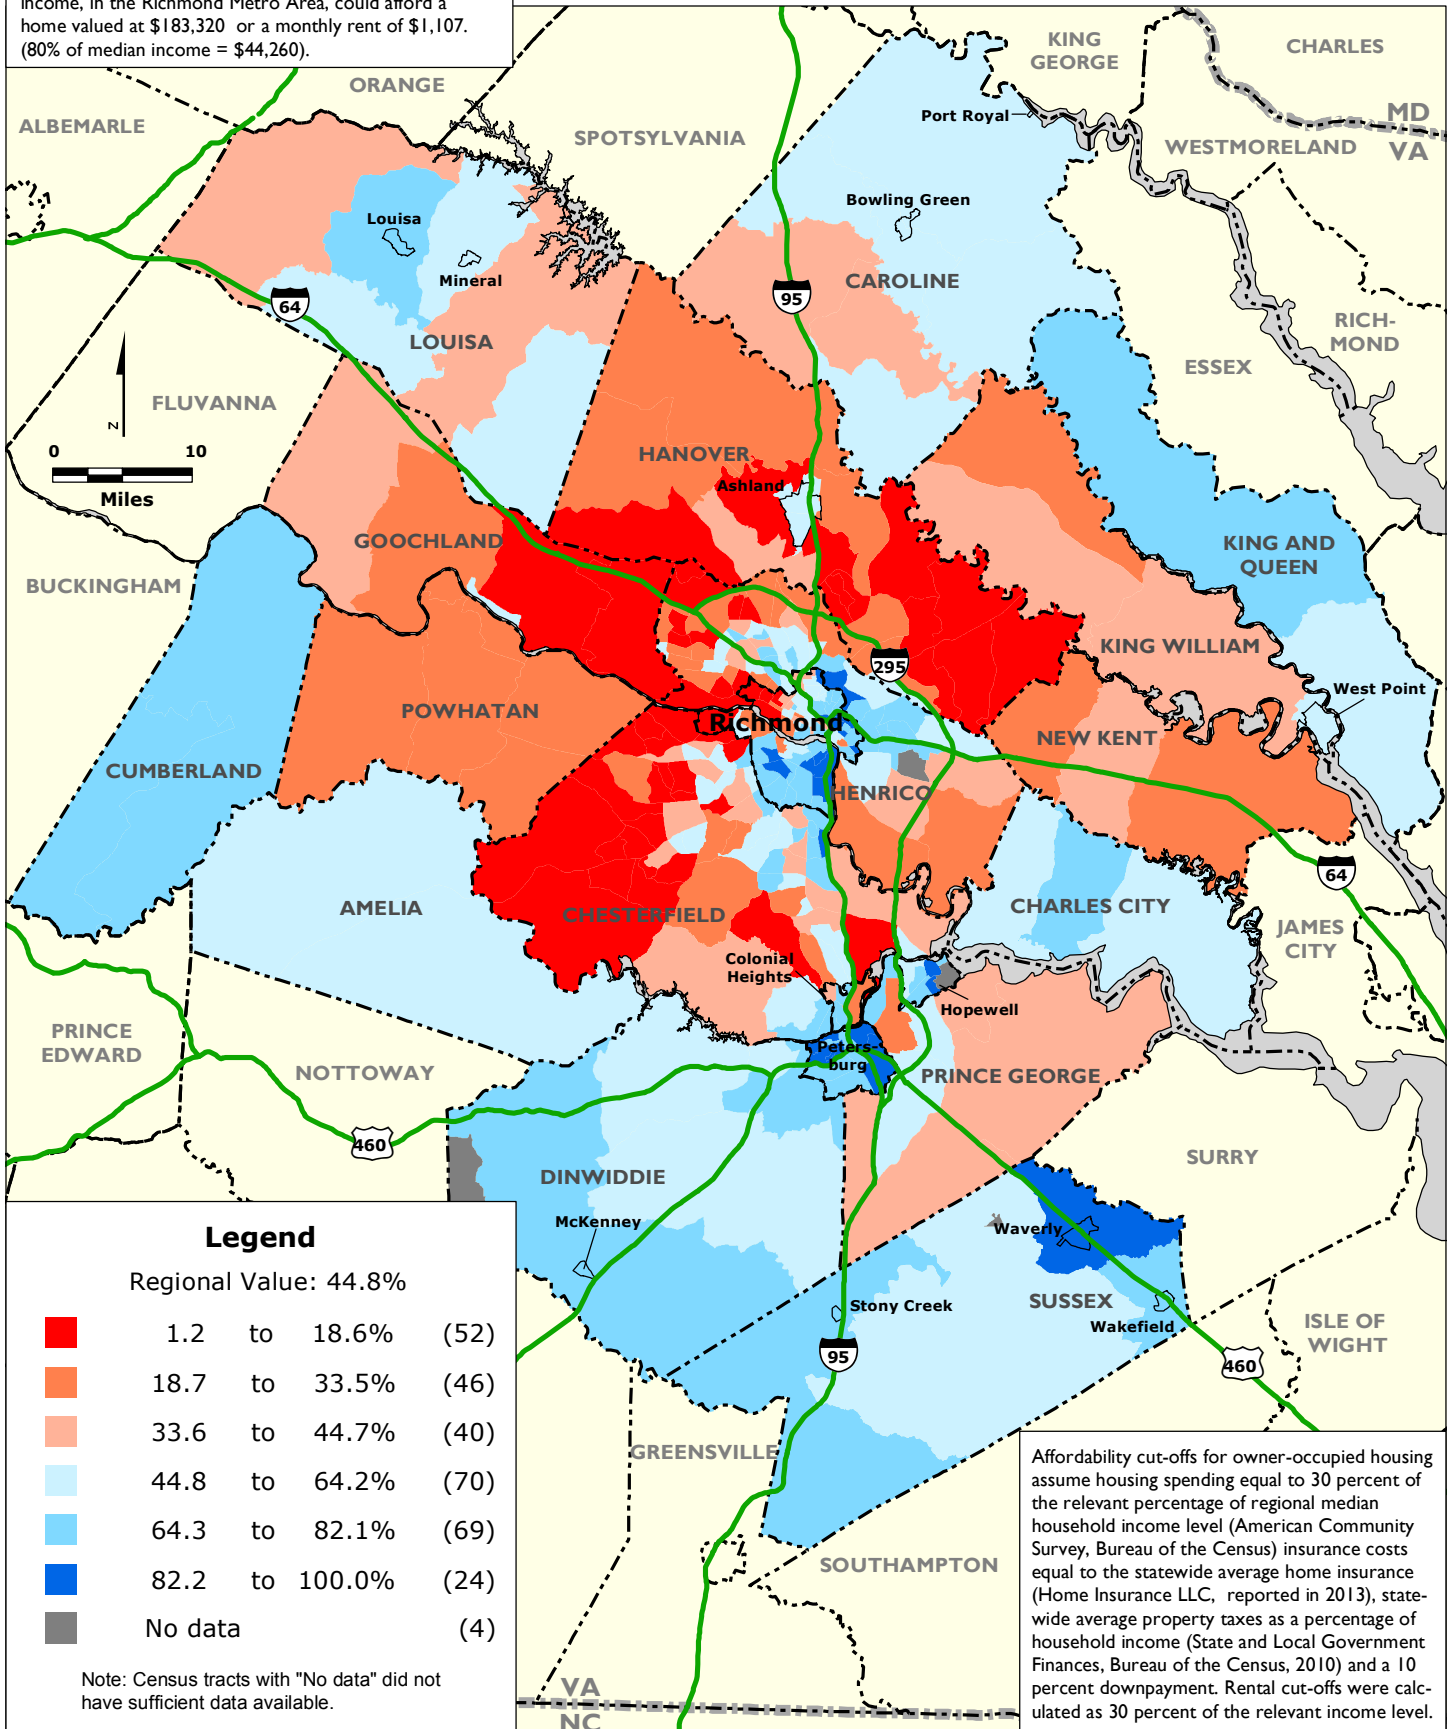 income, in the Richmond Metro Area, could afford a
home valued at $183,320 or a monthly rent of $1,107.
(80% of median income = $44,260).
KING
GEORGE
CHARLES
ORANGE
ALBEMARLE
SPOTSYLVANIA
Port Royal
MD
VA
WESTMORELAND
Louisa
Bowling Green
Mineral
CAROLINE
64
95
RICH-
MOND
LOUISA
ESSEX
FLUVANNA
N
0 10
Miles
HANOVER
Ashland
GOOCHLAND
KING AND
QUEEN
BUCKINGHAM
KING WILLIAM
295
West Point
POWHATAN
Richmond
NEW KENT
CUMBERLAND
HENRICO
64
AMELIA
CHESTERFIELD
CHARLES CITY
JAMES
CITY
Colonial
Heights
Hopewell
PRINCE
EDWARD
NOTTOWAY
Peters-
burg
PRINCE GEORGE
460
SURRY
DINWIDDIE
McKenney
Waverly
Stony Creek
SUSSEX
Wakefield
ISLE OF
WIGHT
95
460
GREENSVILLE
SOUTHAMPTON
VA
NC
Legend
Regional Value: 44.8%
1.2 to 18.6% (52)
18.7 to 33.5% (46)
33.6 to 44.7% (40)
44.8 to 64.2% (70)
64.3 to 82.1% (69)
82.2 to 100.0% (24)
No data (4)
Note: Census tracts with "No data" did not
have sufficient data available.
Affordability cut-offs for owner-occupied housing
assume housing spending equal to 30 percent of
the relevant percentage of regional median
household income level (American Community
Survey, Bureau of the Census) insurance costs
equal to the statewide average home insurance
(Home Insurance LLC, reported in 2013), state-
wide average property taxes as a percentage of
household income (State and Local Government
Finances, Bureau of the Census, 2010) and a 10
percent downpayment. Rental cut-offs were calc-
ulated as 30 percent of the relevant income level.